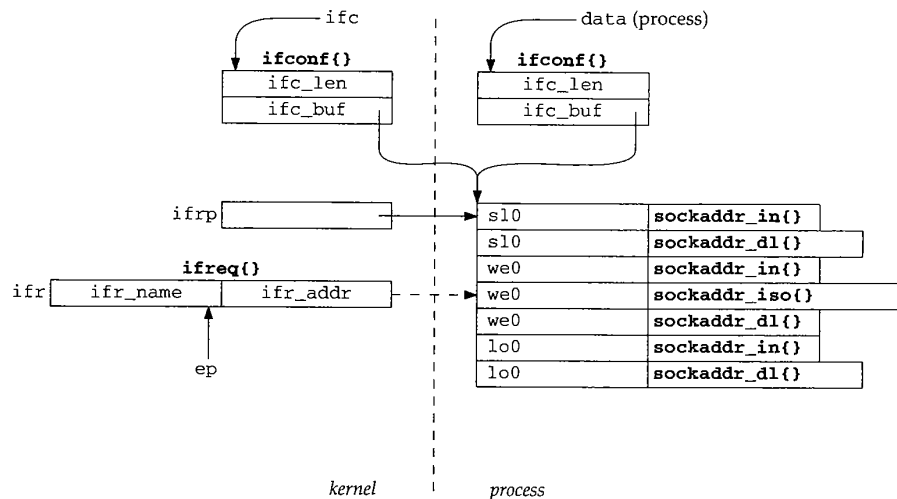 ifc
data (process)
ifconf{}
ifconf{}
ifc_len
ifc_len
ifc_buf
ifc_buf
ifrp
sl0 sockaddr_in{}
sl0 sockaddr_dl{}
we0 sockaddr_in{}
ifreq{}
ifr ifr_name ifr_addr
we0 sockaddr_iso{}
we0 sockaddr_dl{}
lo0 sockaddr_in{}
ep
lo0 sockaddr_dl{}
kernel
process